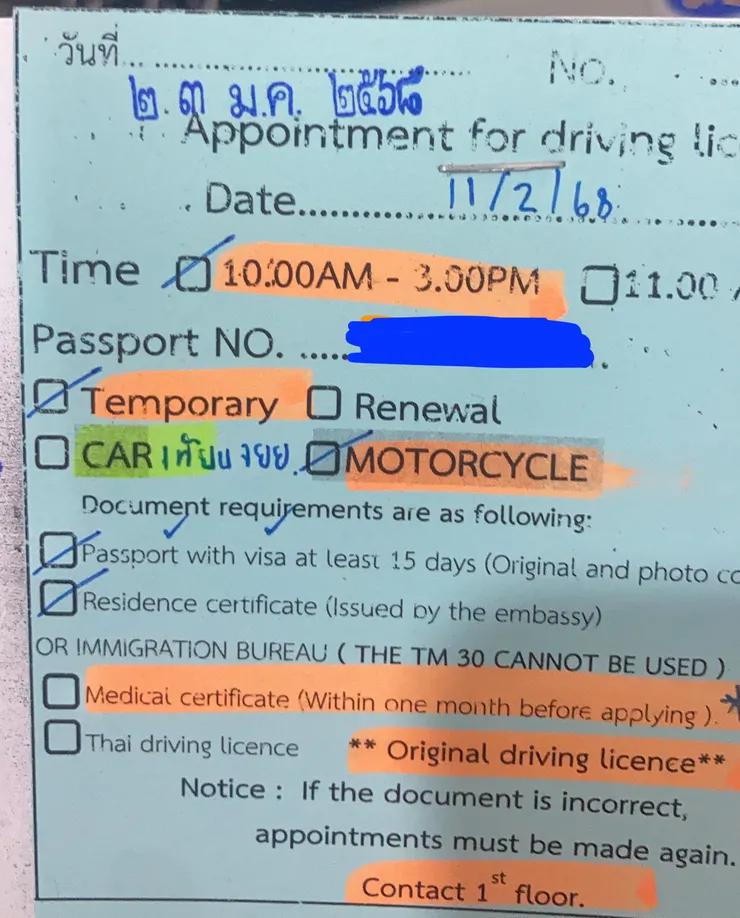 วันที่....................................... NO. ....
๒๓ ม.ค. ๒๕๖๘
Appointment for driving lic
Date............................ 11/2/68
Time 10:00AM - 3.00PM 11.00
Passport NO. ......
Temporary Renewal
CAR MOTORCYCLE
Document requirements are as following:
Passport with visa at least 15 days (Original and photo co
Residence certificate (Issued by the embassy)
OR IMMIGRATION BUREAU ( THE TM 30 CANNOT BE USED )
Medical certificate (Within one month before applying ). *
Thai driving licence ** Original driving licence**
Notice : If the document is incorrect,
appointments must be made again.
Contact 1st floor.